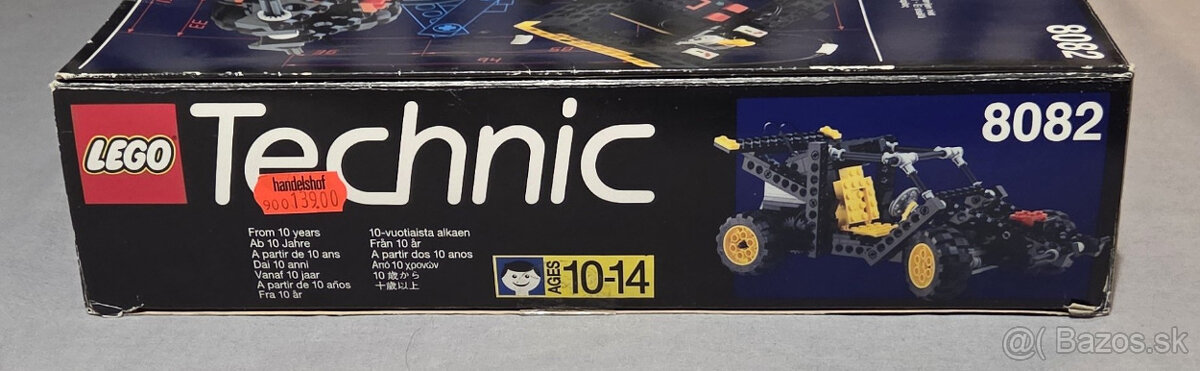 8082
LEGO
Technic
8082
handelshof
900 139,00
From 10 years
Ab 10 Jahre
A partir de 10 ans
Dai 10 anni
Vanaf 10 jaar
A partir de 10 años
Fra 10 år
10-vuotiaista alkaen
Från 10 år
A partir dos 10 anos
Από 10 χρονών
10歳から
十歲以上
AGES 10-14
@( Bazos.sk